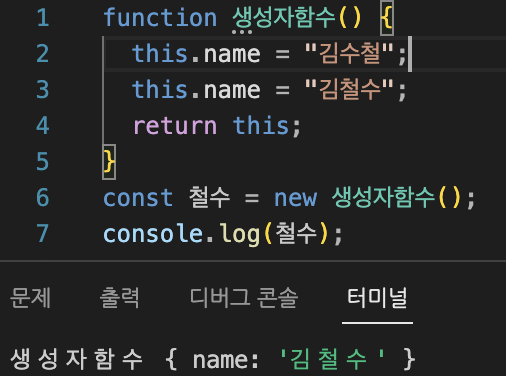 1 function 생성자함수() {
2 this.name = "김수철";
3 this.name = "김철수";
4 return this;
5 }
6 const 철수 = new 생성자함수();
7 console.log(철수);
문제 출력 디버그 콘솔 터미널
생성자함수 { name: '김철수' }